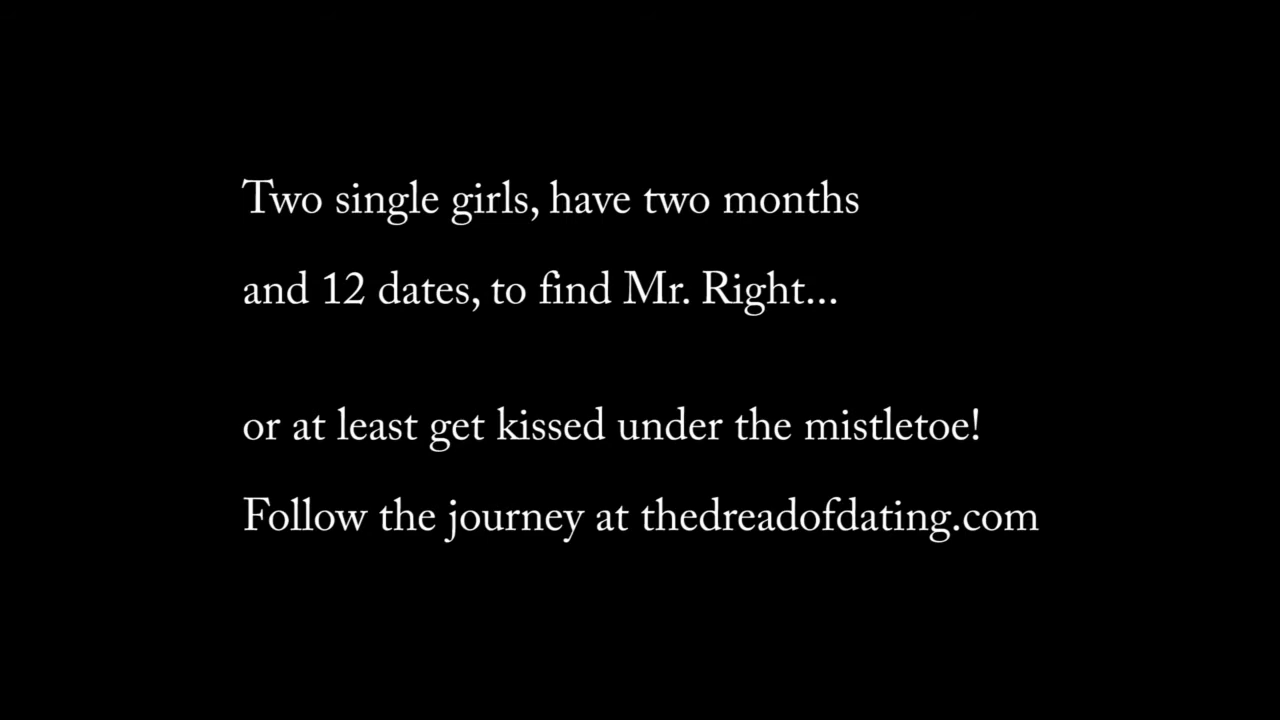 Two single girls, have two months
and 12 dates, to find Mr. Right...
or at least get kissed under the mistletoe!
Follow the journey at thedreadofdating.com